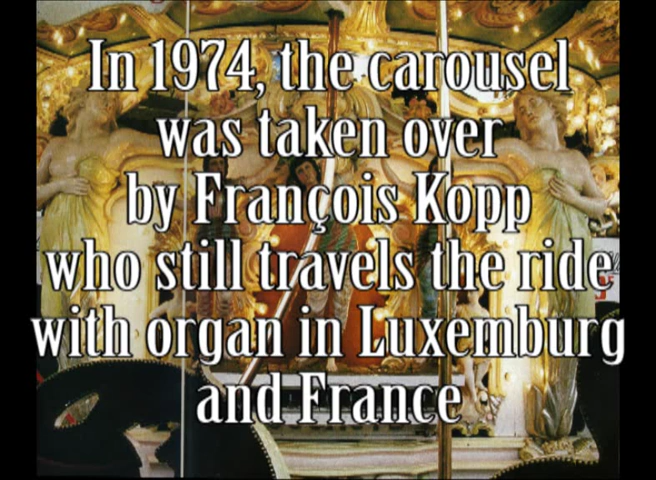 In 1974, the carousel
was taken over
by François Kopp
who still travels the ride
with organ in Luxemburg
and France